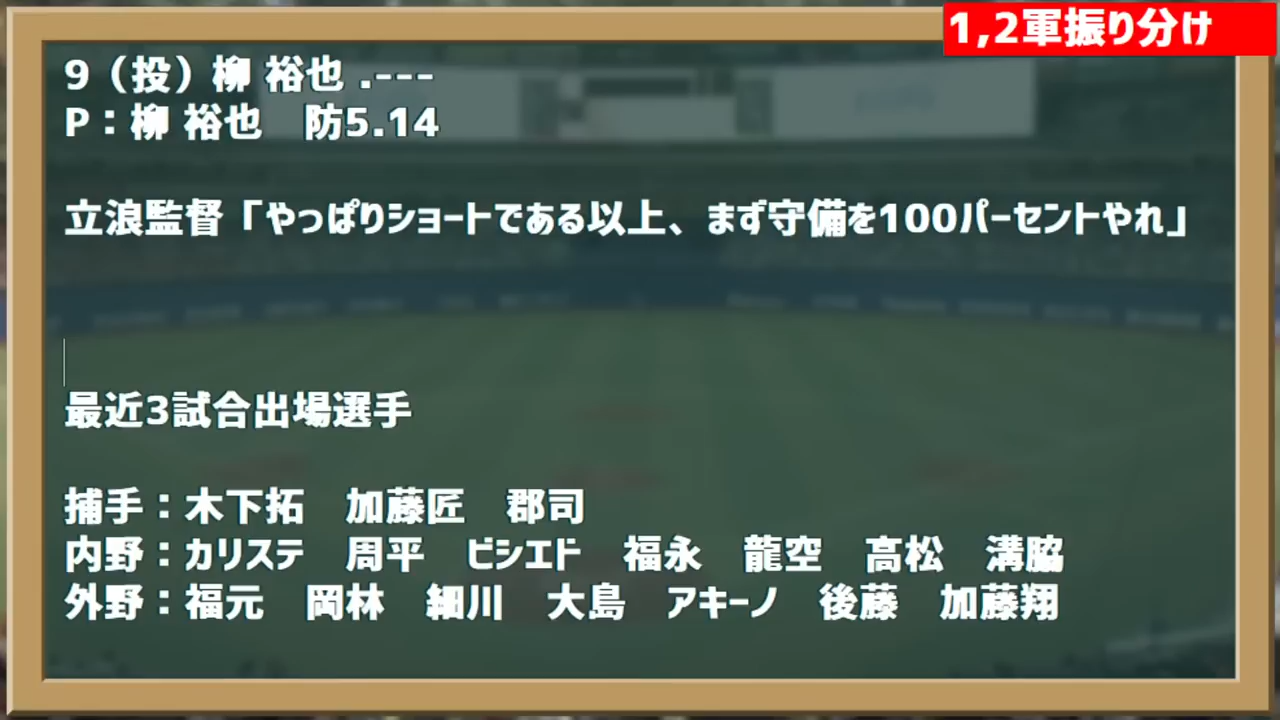 1,2軍振り分け
9（投）柳 裕也 .---
P：柳 裕也　防5.14
立浪監督「やっぱりショートである以上、まず守備を100パーセントやれ」
最近3試合出場選手
捕手：木下拓　加藤匠　郡司
内野：カリステ　周平　ビシエド　福永　龍空　高松　溝脇
外野：福元　岡林　細川　大島　アキーノ　後藤　加藤翔